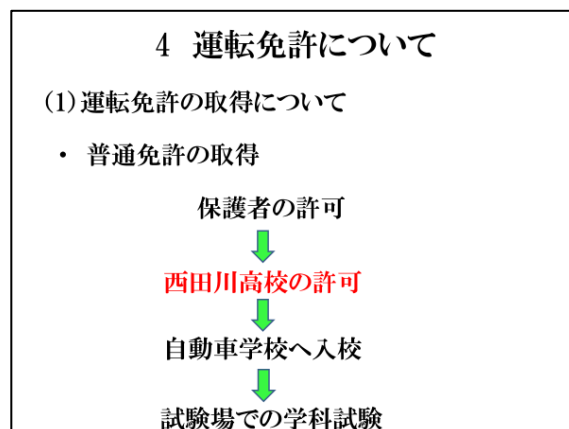 4 運転免許について
(1)運転免許の取得について
・ 普通免許の取得
保護者の許可
西田川高校の許可
自動車学校へ入校
試験場での学科試験